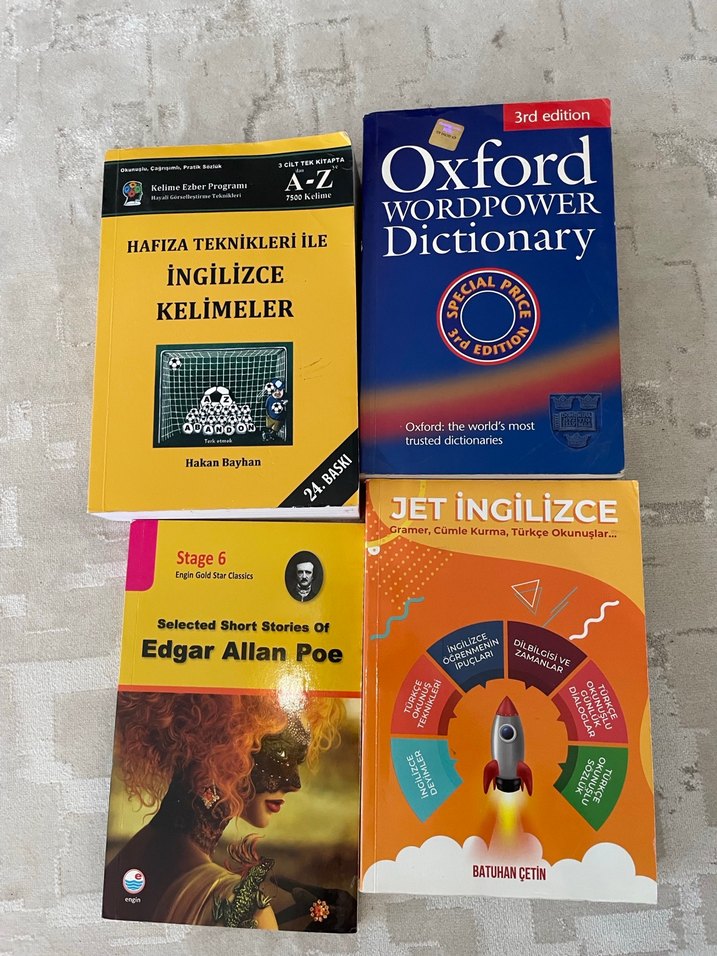 Okunuşlu, Çağrışımlı, Pratik Sözlük
3 CİLT TEK KİTAPTA
Kelime Ezber Programı
Hayali Görselleştirme Teknikleri
A-Z
dan
ye
7500 Kelime
HAFIZA TEKNİKLERİ İLE
İNGİLİZCE
KELİMELER
A Z
ABANDON
Terk etmek
Hakan Bayhan
24. BASKI
3rd edition
Oxford
WORDPOWER
Dictionary
SPECIAL PRICE
3rd EDITION
Oxford: the world's most
trusted dictionaries
Stage 6
Engin Gold Star Classics
Selected Short Stories Of
Edgar Allan Poe
e
engin
JET İNGİLİZCE
Gramer, Cümle Kurma, Türkçe Okunuşlar...
İNGİLİZCE
DEYİMLER
TÜRKÇE
OKUNUŞ
TEKNİKLERİ
İNGİLİZCE
ÖĞRENMENİN
İPUÇLARI
DİLBİLGİSİ VE
ZAMANLAR
TÜRKÇE
OKUNUŞLU
GÜNLÜK
DİALOGLAR
TÜRKÇE
OKUNUŞLU
SÖZLÜK
BATUHAN ÇETİN